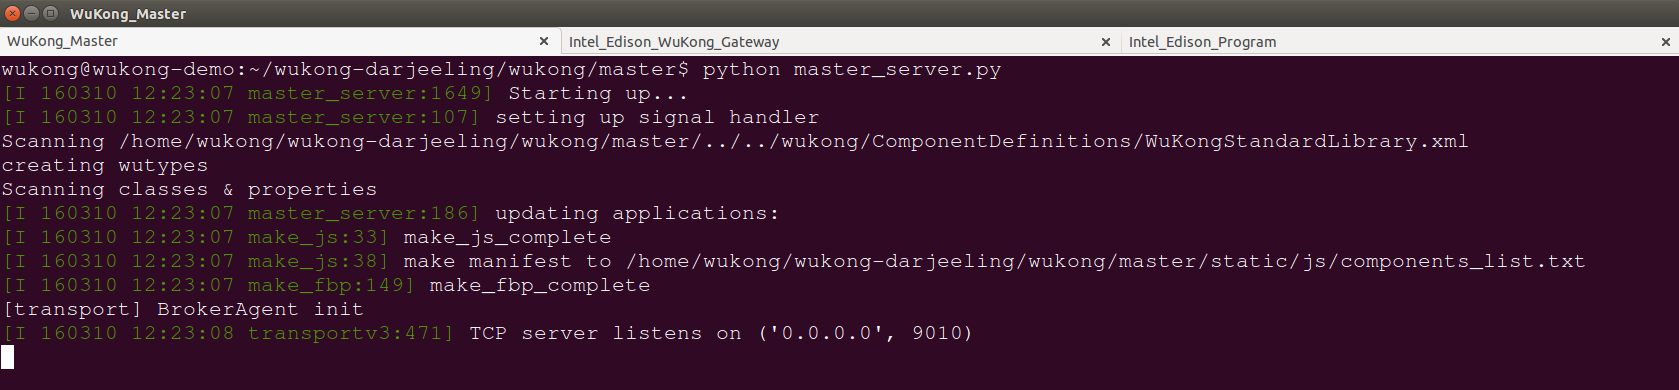 WuKong_Master
WuKong_Master Intel_Edison_WuKong_Gateway Intel_Edison_Program
wukong@wukong-demo:~/wukong-darjeeling/wukong/master$ python master_server.py
[I 160310 12:23:07 master_server:1649] Starting up...
[I 160310 12:23:07 master_server:107] setting up signal handler
Scanning /home/wukong/wukong-darjeeling/wukong/master/../../wukong/ComponentDefinitions/WuKongStandardLibrary.xml
creating wutypes
Scanning classes & properties
[I 160310 12:23:07 master_server:186] updating applications:
[I 160310 12:23:07 make_js:33] make_js_complete
[I 160310 12:23:07 make_js:38] make manifest to /home/wukong/wukong-darjeeling/wukong/master/static/js/components_list.txt
[I 160310 12:23:07 make_fbp:149] make_fbp_complete
[transport] BrokerAgent init
[I 160310 12:23:08 transportv3:471] TCP server listens on ('0.0.0.0', 9010)